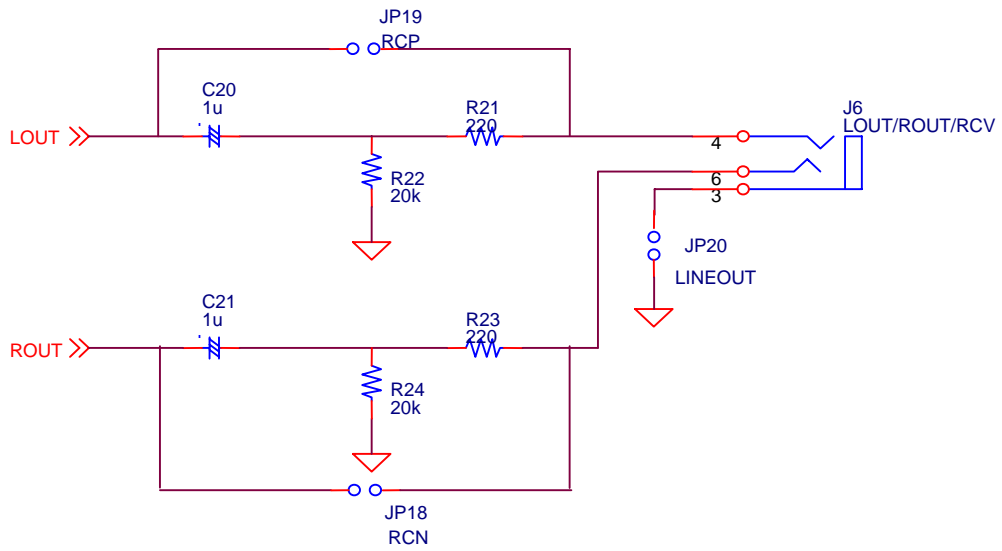 JP19
RCP
C20
1u
R21
220
J6
LOUT/ROUT/RCV
LOUT
4
R22
20k
6
3
JP20
LINEOUT
C21
1u
R23
220
ROUT
R24
20k
JP18
RCN